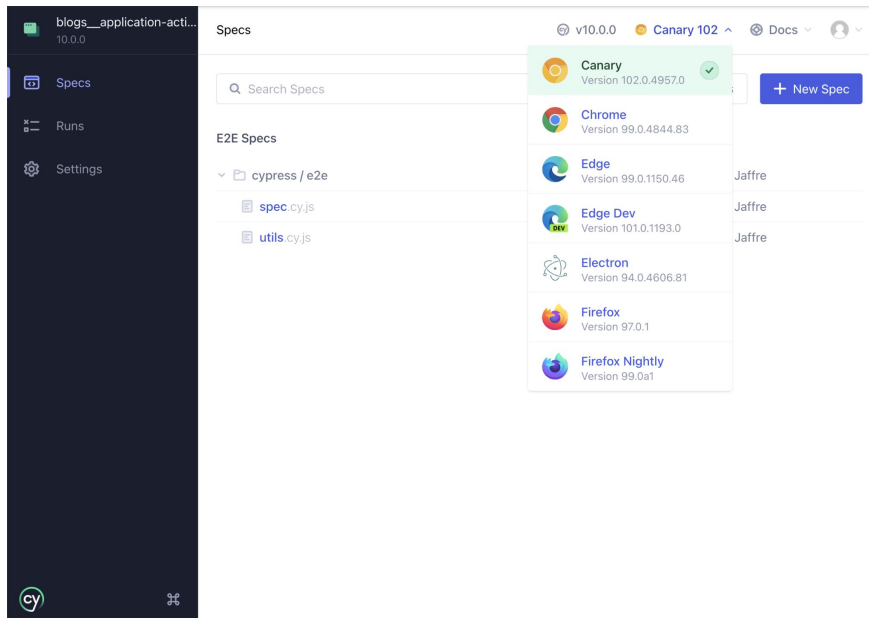 blogs__application-acti...
10.0.0
Specs
v10.0.0
Canary 102
Docs
Specs
Runs
Settings
Search Specs
New Spec
E2E Specs
cypress / e2e
Jaffre
spec.cy.js
Jaffre
utils.cy.js
Jaffre
Canary
Version 102.0.4957.0
Chrome
Version 99.0.4844.83
Edge
Version 99.0.1150.46
Edge Dev
Version 101.0.1193.0
DEV
Electron
Version 94.0.4606.81
Firefox
Version 97.0.1
Firefox Nightly
Version 99.0a1
cy